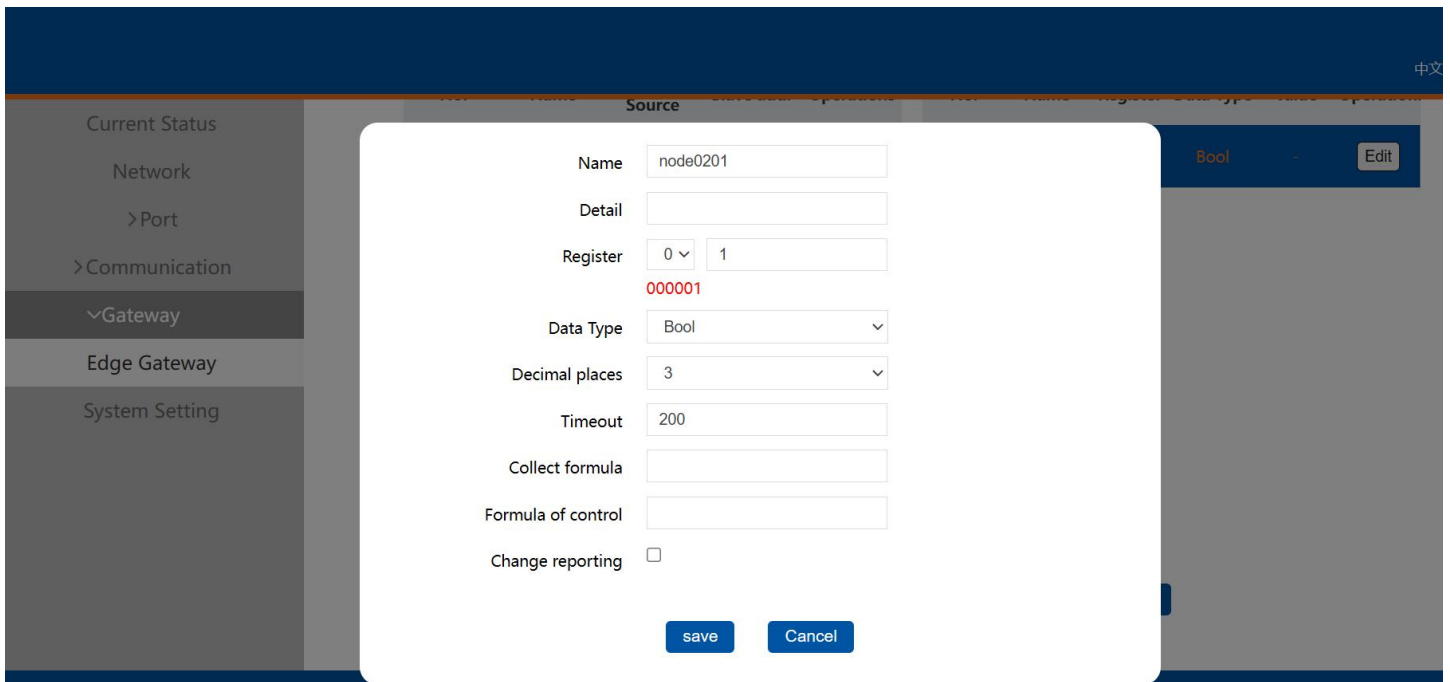 中文
Source
Current Status
Network
>Port
>Communication
Gateway
Edge Gateway
System Setting
Name node0201
Detail
Register 0 1
000001
Data Type Bool
Decimal places 3
Timeout 200
Collect formula
Formula of control
Change reporting
save Cancel
Bool - Edit